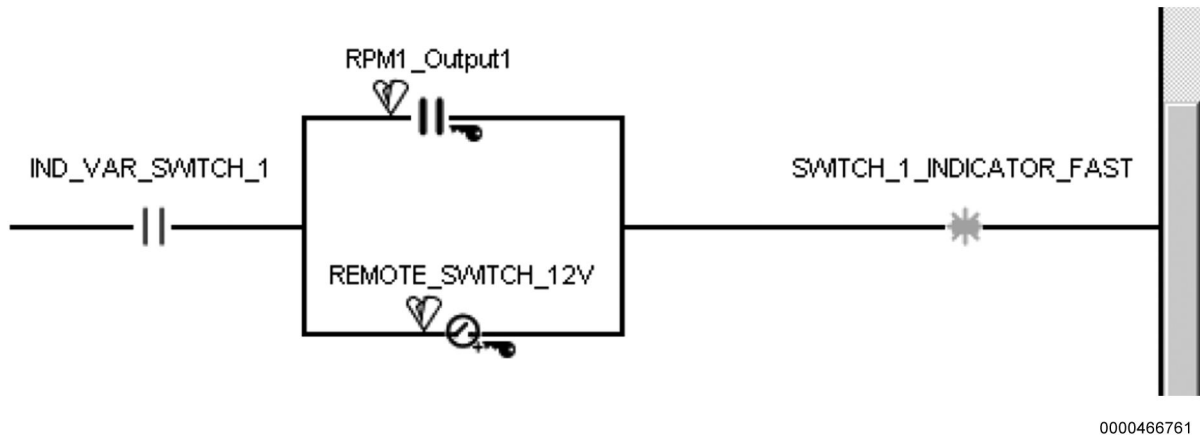 RPM1_Output1
IND_VAR_SWITCH_1
SWITCH_1_INDICATOR_FAST
REMOTE_SWITCH_12V
0000466761